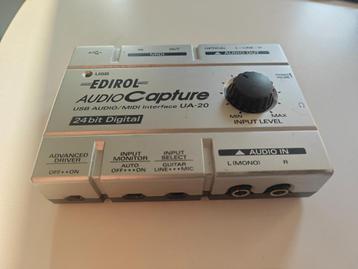 IN OUT
MIDI
OPTICAL L - LINE - R
AUDIO OUT
USB
EDIROL
AUDIO Capture
USB AUDIO/MIDI Interface UA-20
24bit Digital
MIN MAX
INPUT LEVEL
ADVANCED DRIVER
OFF ON
INPUT MONITOR
AUTO
OFF ON
INPUT SELECT
GUITAR
LINE MIC
AUDIO IN
L(MONO) R